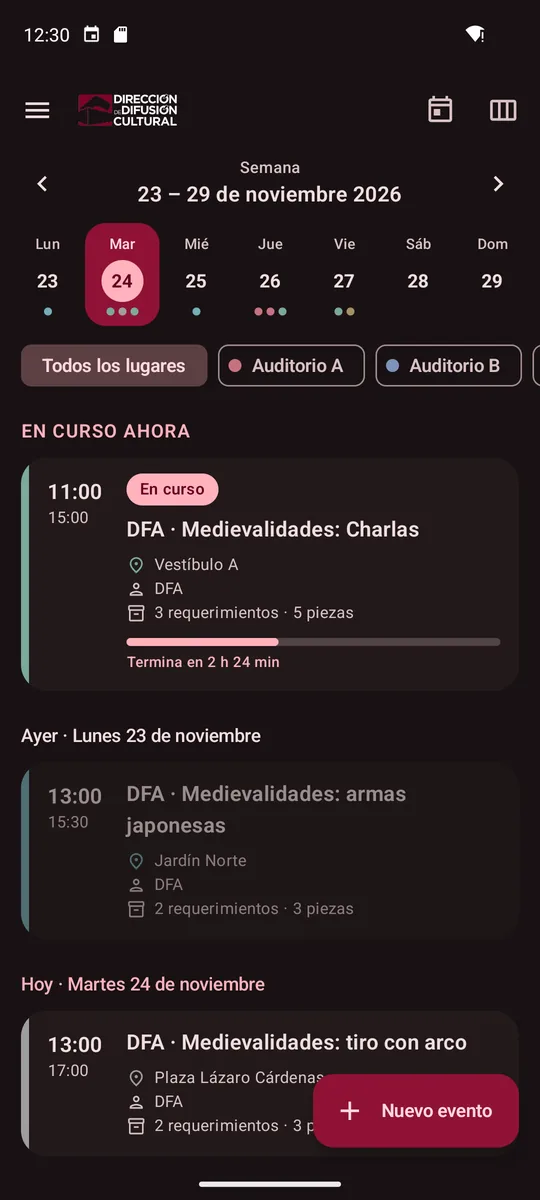 12:30
DIRECCIÓN
DE DIFUSIÓN
CULTURAL
Semana
23 – 29 de noviembre 2026
Lun Mar Mié Jue Vie Sáb Dom
23 24 25 26 27 28 29
Todos los lugares Auditorio A Auditorio B
EN CURSO AHORA
11:00 En curso
15:00
DFA · Medievalidades: Charlas
Vestíbulo A
DFA
3 requerimientos · 5 piezas
Termina en 2 h 24 min
Ayer · Lunes 23 de noviembre
13:00 DFA · Medievalidades: armas
15:30 japonesas
Jardín Norte
DFA
2 requerimientos · 3 piezas
Hoy · Martes 24 de noviembre
13:00 DFA · Medievalidades: tiro con arco
17:00 Plaza Lázaro Cárdenas
DFA
2 requerimientos · 3 p
Nuevo evento